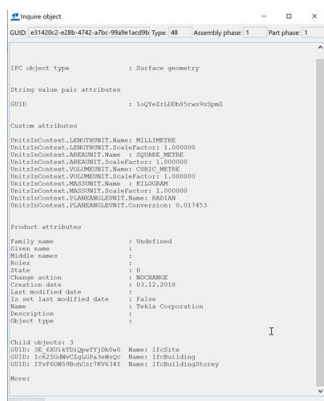 Inquire object
GUID: e31420c2-e28b-4742-a7bc-99a9e1acd9b Type: 48 Assembly phase: 1 Part phase: 1
IFC object type : Surface geometry
String value pair attributes
GUID
Custom attributes
UnitsInContext.LENGTHUNIT.Name: MILLIMETRE
UnitsInContext.LENGTHUNIT.ScaleFactor: 1,000000
UnitsInContext.AREAUNIT.Name : SQUARE_METRE
UnitsInContext.AREAUNIT.ScaleFactor: 1,000000
UnitsInContext.VOLUMEUNIT.Name: CUBIC_METRE
UnitsInContext.VOLUMEUNIT.ScaleFactor: 1,000000
UnitsInContext.MASSUNIT.Name : KILOGRAM
UnitsInContext.MASSUNIT.ScaleFactor: 1,000000
UnitsInContext.PLANEANGLEUNIT.Name: RADIAN
UnitsInContext.PLANEANGLEUNIT.Conversion: 0,017453
Product attributes
Family name : Undefined
Given name :
Middle names :
Roles :
State : 0
Change action : NOCHANGE
Creation date : 03.12.2018
Last modified date :
Is set last modified date : False
Name : Tekla Corporation
Description :
Object type :
Child objects: 3
GUID: Name: IfcSite
GUID: Name: IfcBuilding
GUID: Name: IfcBuildingStorey
More: